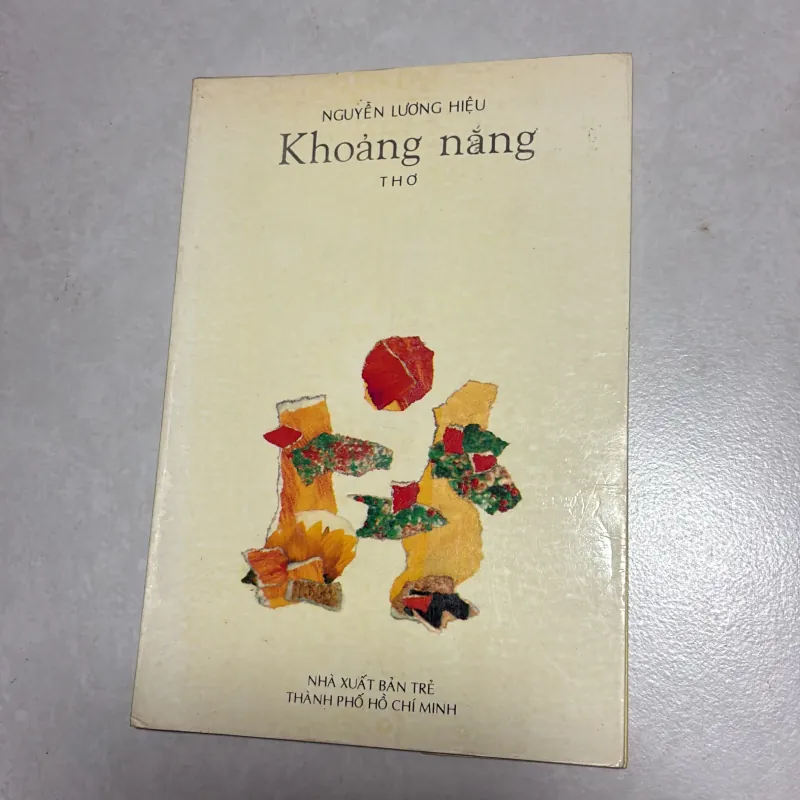 NGUYỄN LƯƠNG HIỆU
Khoảng nắng
THƠ
NHÀ XUẤT BẢN TRẺ
THÀNH PHỐ HỒ CHÍ MINH